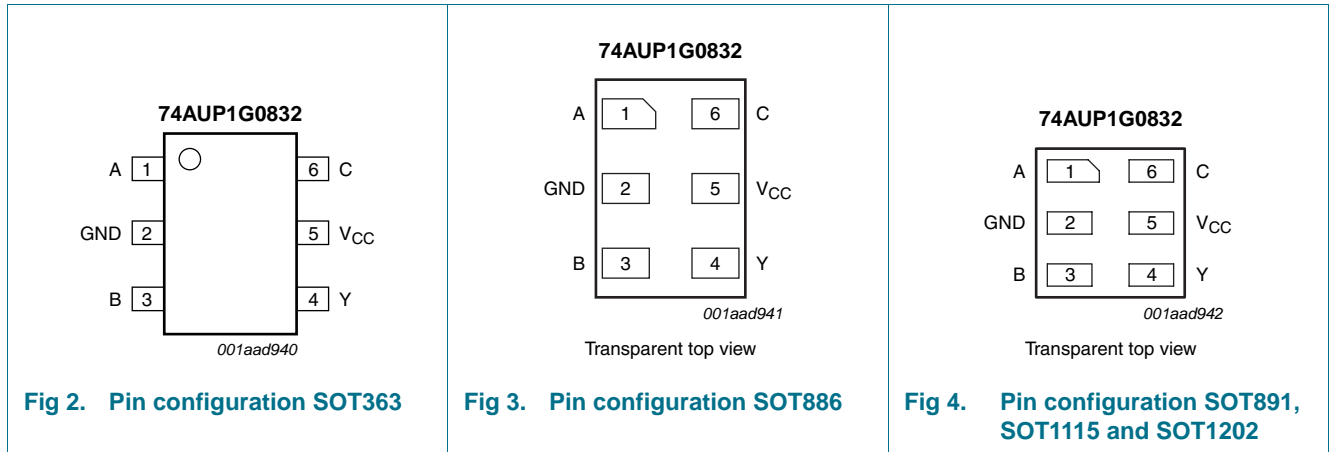 74AUP1G0832
A 1 6 C
GND 2 5 VCC
B 3 4 Y
001aad940
Fig 2. Pin configuration SOT363
74AUP1G0832
A 1 6 C
GND 2 5 VCC
B 3 4 Y
001aad941
Transparent top view
Fig 3. Pin configuration SOT886
74AUP1G0832
A 1 6 C
GND 2 5 VCC
B 3 4 Y
001aad942
Transparent top view
Fig 4. Pin configuration SOT891,
SOT1115 and SOT1202